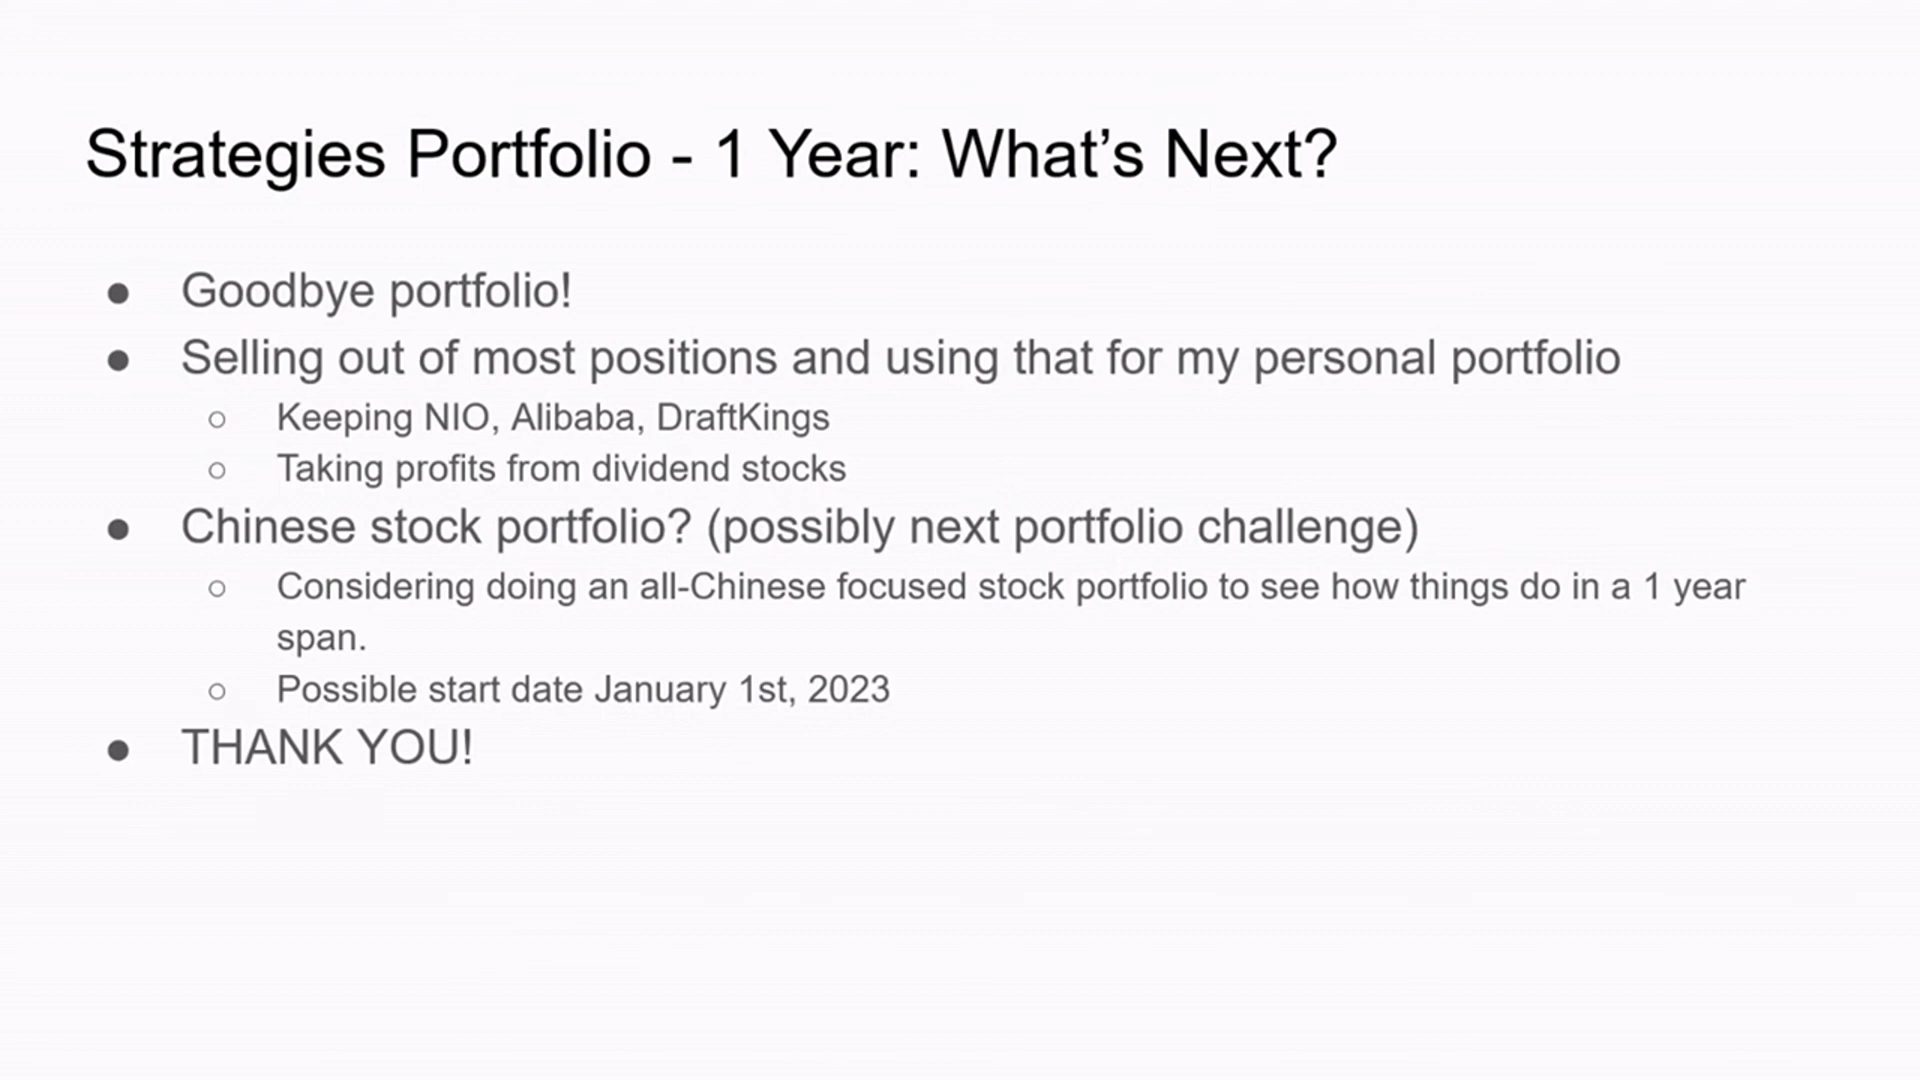 Strategies Portfolio - 1 Year: What’s Next?
● Goodbye portfolio!
● Selling out of most positions and using that for my personal portfolio
○ Keeping NIO, Alibaba, DraftKings
○ Taking profits from dividend stocks
● Chinese stock portfolio? (possibly next portfolio challenge)
○ Considering doing an all-Chinese focused stock portfolio to see how things do in a 1 year
span.
○ Possible start date January 1st, 2023
● THANK YOU!